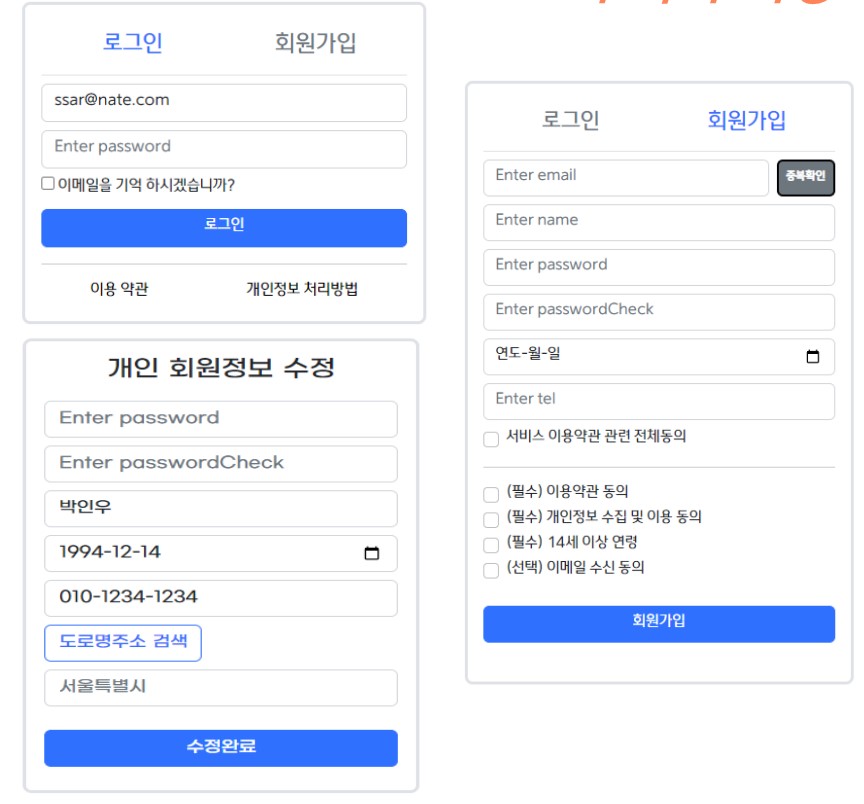 로그인 회원가입
ssar@nate.com
Enter password
이메일을 기억 하시겠습니까?
로그인
이용 약관 개인정보 처리방법
개인 회원정보 수정
Enter password
Enter passwordCheck
박인우
1994-12-14
010-1234-1234
도로명주소 검색
서울특별시
수정완료
로그인 회원가입
Enter email 중복확인
Enter name
Enter password
Enter passwordCheck
연도-월-일
Enter tel
서비스 이용약관 관련 전체동의
(필수) 이용약관 동의
(필수) 개인정보 수집 및 이용 동의
(필수) 14세 이상 연령
(선택) 이메일 수신 동의
회원가입